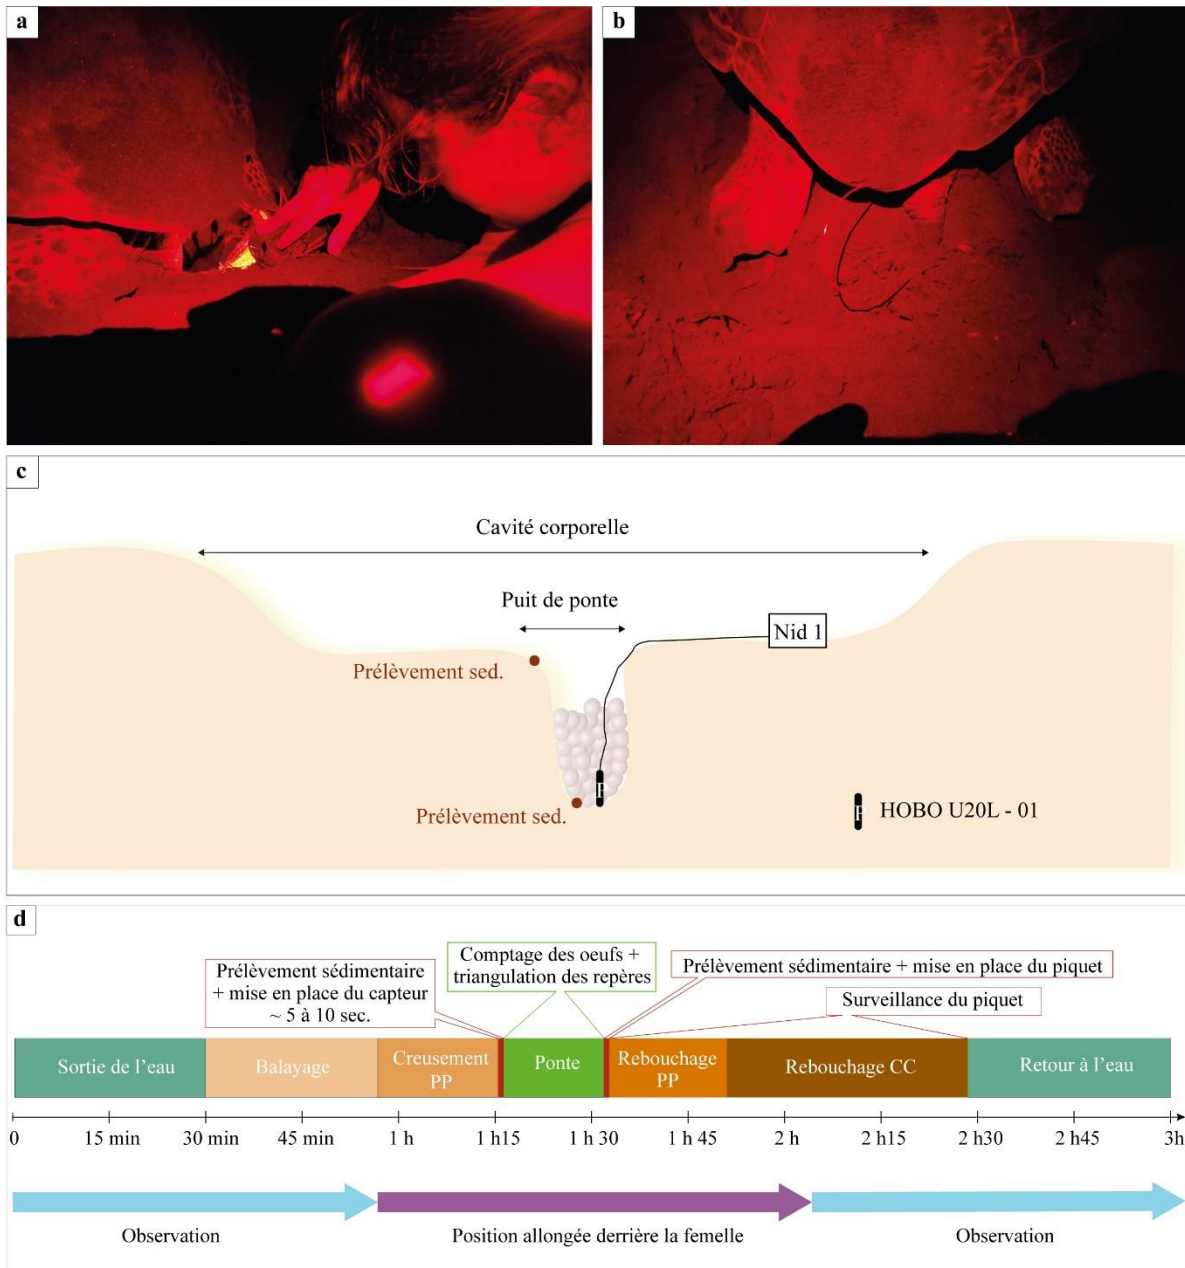 a
b
c
Cavité corporelle
Puit de ponte
Nid 1
Prélèvement sed.
Prélèvement sed.
P
P
HOBO U20L - 01
d
Prélèvement sédimentaire
+ mise en place du capteur
~ 5 à 10 sec.
Comptage des oeufs +
triangulation des repères
Prélèvement sédimentaire + mise en place du piquet
Surveillance du piquet
Sortie de l'eau
Balayage
Creusement
PP
Ponte
Rebouchage
PP
Rebouchage CC
Retour à l'eau
0 15 min 30 min 45 min 1 h 1 h15 1 h 30 1 h 45 2 h 2 h15 2 h30 2 h45 3h
Observation
Position allongée derrière la femelle
Observation